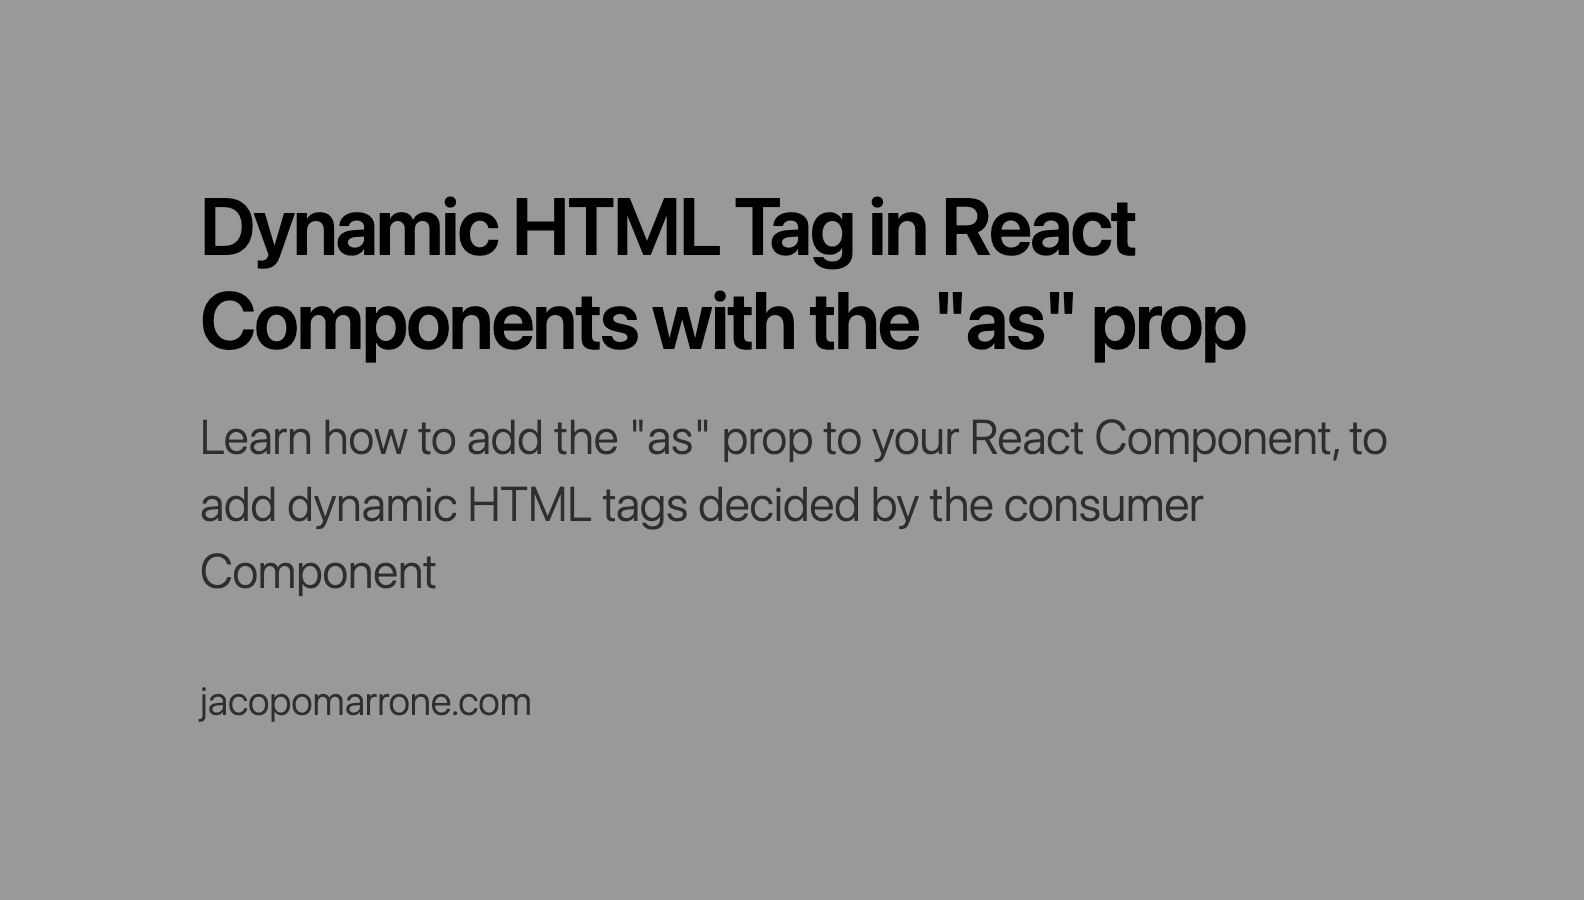 Dynamic HTML Tag in React
Components with the "as" prop
Learn how to add the "as" prop to your React Component, to
add dynamic HTML tags decided by the consumer
Component
jacopomarrone.com